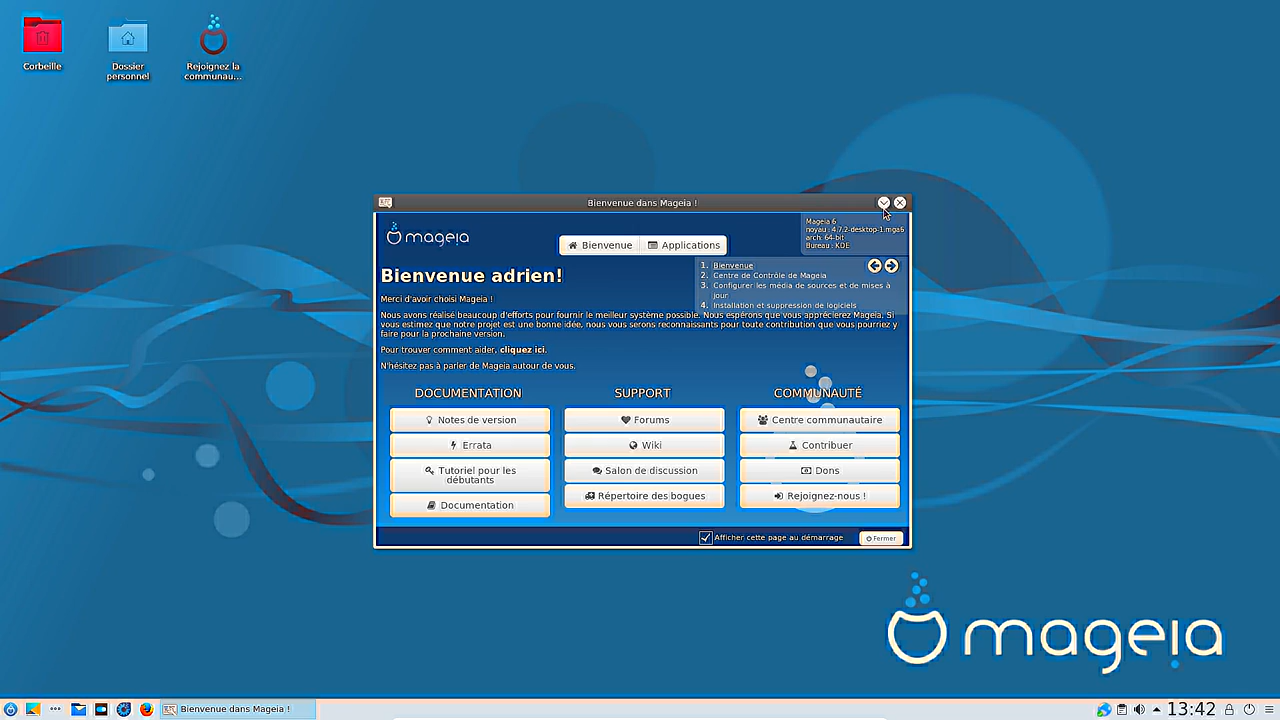 Corbeille
Dossier
personnel
Rejoignez la
communau...
Bienvenue dans Mageia !
mageia
Bienvenue
Applications
Mageia 6
noyau : 4.7.2-desktop-1.mga6
arch: 64-bit
Bureau : KDE
Bienvenue adrien!
1. Bienvenue
2. Centre de Contrôle de Mageia
3. Configurer les média de sources et de mises à
jour
4. Installation et suppression de logiciels
Merci d'avoir choisi Mageia !
Nous avons réalisé beaucoup d'efforts pour fournir le meilleur système possible. Nous espérons que vous apprécierez Mageia. Si
vous estimez que notre projet est une bonne idée, nous vous serons reconnaissants pour toute contribution que vous pourriez y
faire pour la prochaine version.
Pour trouver comment aider, cliquez ici.
N'hésitez pas à parler de Mageia autour de vous.
DOCUMENTATION
Notes de version
Errata
Tutoriel pour les
débutants
Documentation
SUPPORT
Forums
Wiki
Salon de discussion
Répertoire des bogues
COMMUNAUTÉ
Centre communautaire
Contribuer
Dons
Rejoignez-nous !
Afficher cette page au démarrage
Fermer
mageia
Bienvenue dans Mageia !
13:42